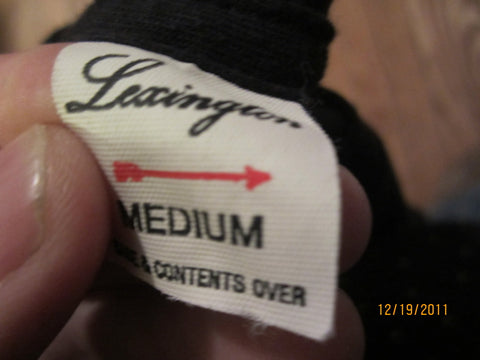 Lexington
MEDIUM
& CONTENTS OVER
12/19/2011